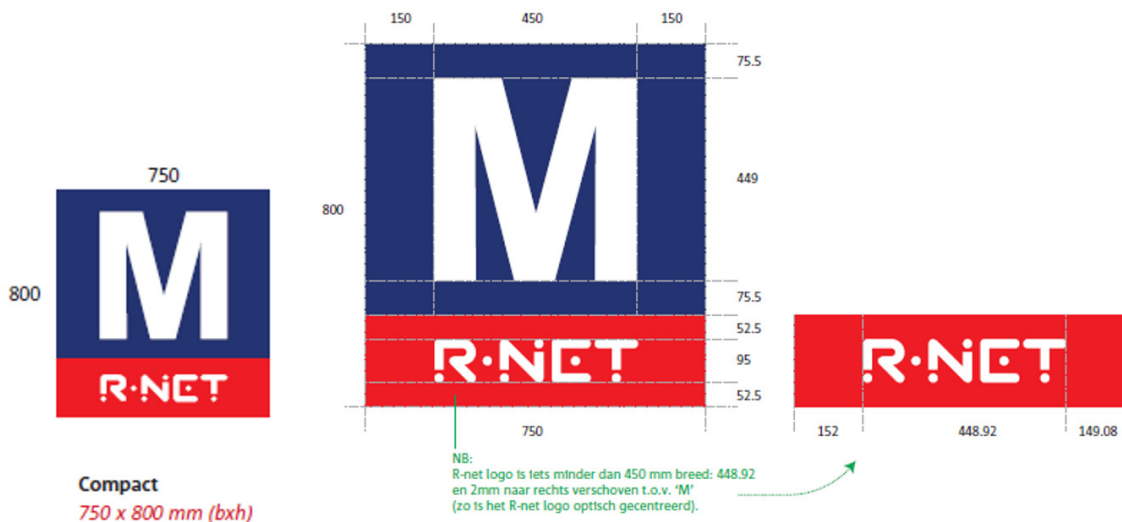 750
800
M
R·NET
Compact
750 x 800 mm (bxh)
150
450
150
75.5
449
800
75.5
52.5
95
52.5
750
M
R·NET
NB:
R-net logo is iets minder dan 450 mm breed: 448.92
en 2mm naar rechts verschoven t.o.v. ‘M’
(zo is het R-net logo optisch gecentreerd).
R·NET
152
448.92
149.08